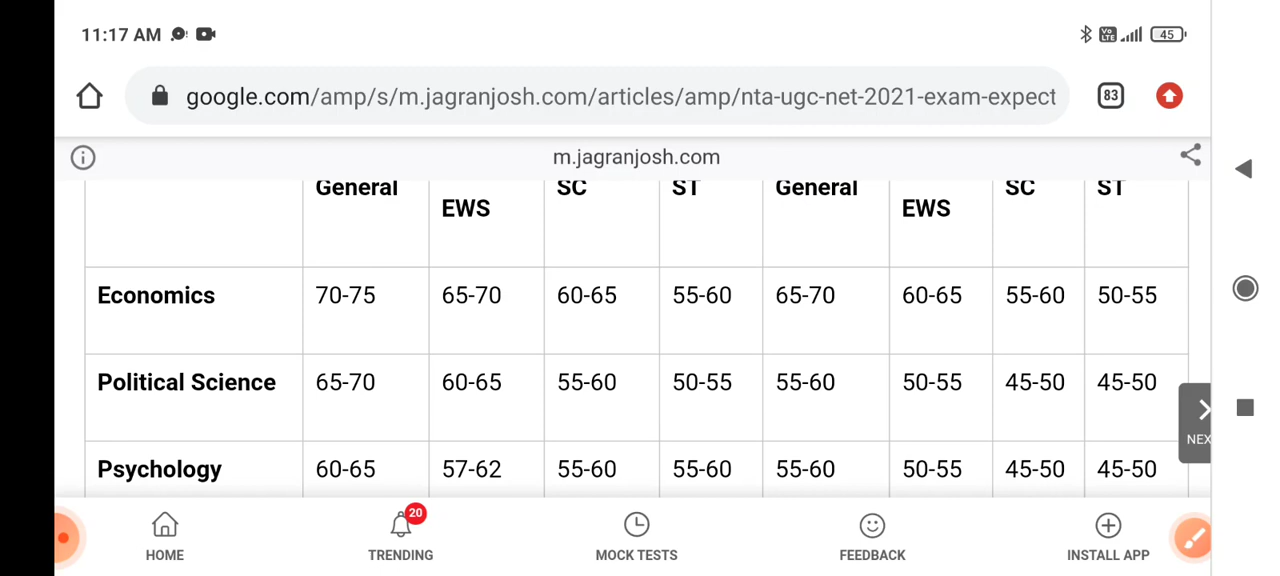 11:17 AM
Vo LTE 45
google.com/amp/s/m.jagranjosh.com/articles/amp/nta-ugc-net-2021-exam-expect
83
m.jagranjosh.com
General EWS SC ST General EWS SC ST
Economics 70-75 65-70 60-65 55-60 65-70 60-65 55-60 50-55
Political Science 65-70 60-65 55-60 50-55 55-60 50-55 45-50 45-50
NEX
Psychology 60-65 57-62 55-60 55-60 55-60 50-55 45-50 45-50
20
HOME TRENDING MOCK TESTS FEEDBACK INSTALL APP